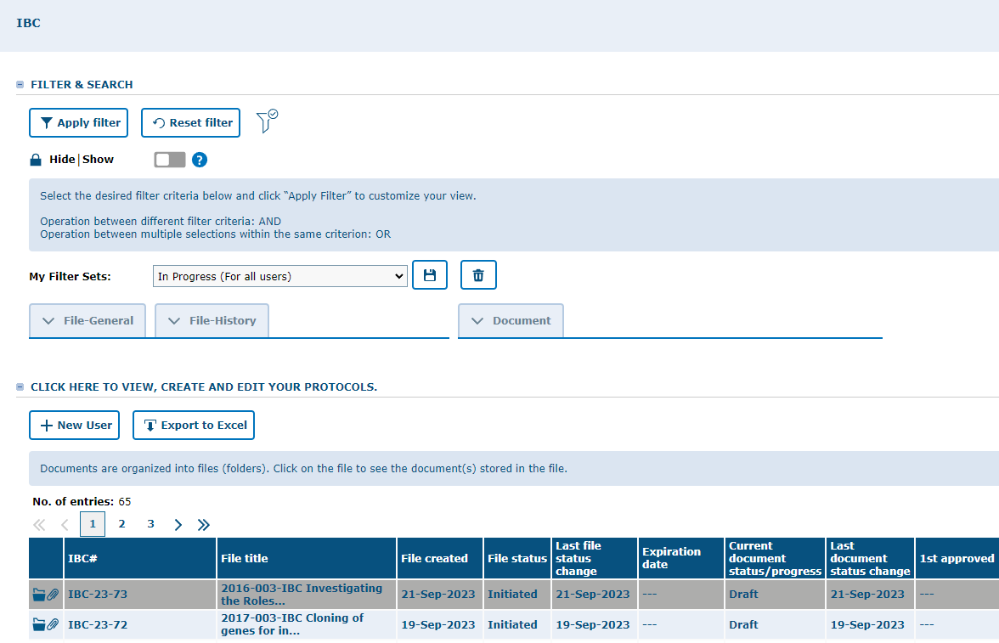 IBC
FILTER & SEARCH
Apply filter
Reset filter
Hide|Show
?
Select the desired filter criteria below and click “Apply Filter” to customize your view.
Operation between different filter criteria: AND
Operation between multiple selections within the same criterion: OR
My Filter Sets:
In Progress (For all users)
File-General
File-History
Document
CLICK HERE TO VIEW, CREATE AND EDIT YOUR PROTOCOLS.
New User
Export to Excel
Documents are organized into files (folders). Click on the file to see the document(s) stored in the file.
No. of entries: 65
1 2 3
IBC#
File title
File created
File status
Last file
status
change
Expiration
date
Current
document
status/progress
Last
document
status change
1st approved
IBC-23-73
2016-003-IBC Investigating
the Roles...
21-Sep-2023
Initiated
21-Sep-2023
---
Draft
21-Sep-2023
---
IBC-23-72
2017-003-IBC Cloning of
genes for in...
19-Sep-2023
Initiated
19-Sep-2023
---
Draft
19-Sep-2023
---